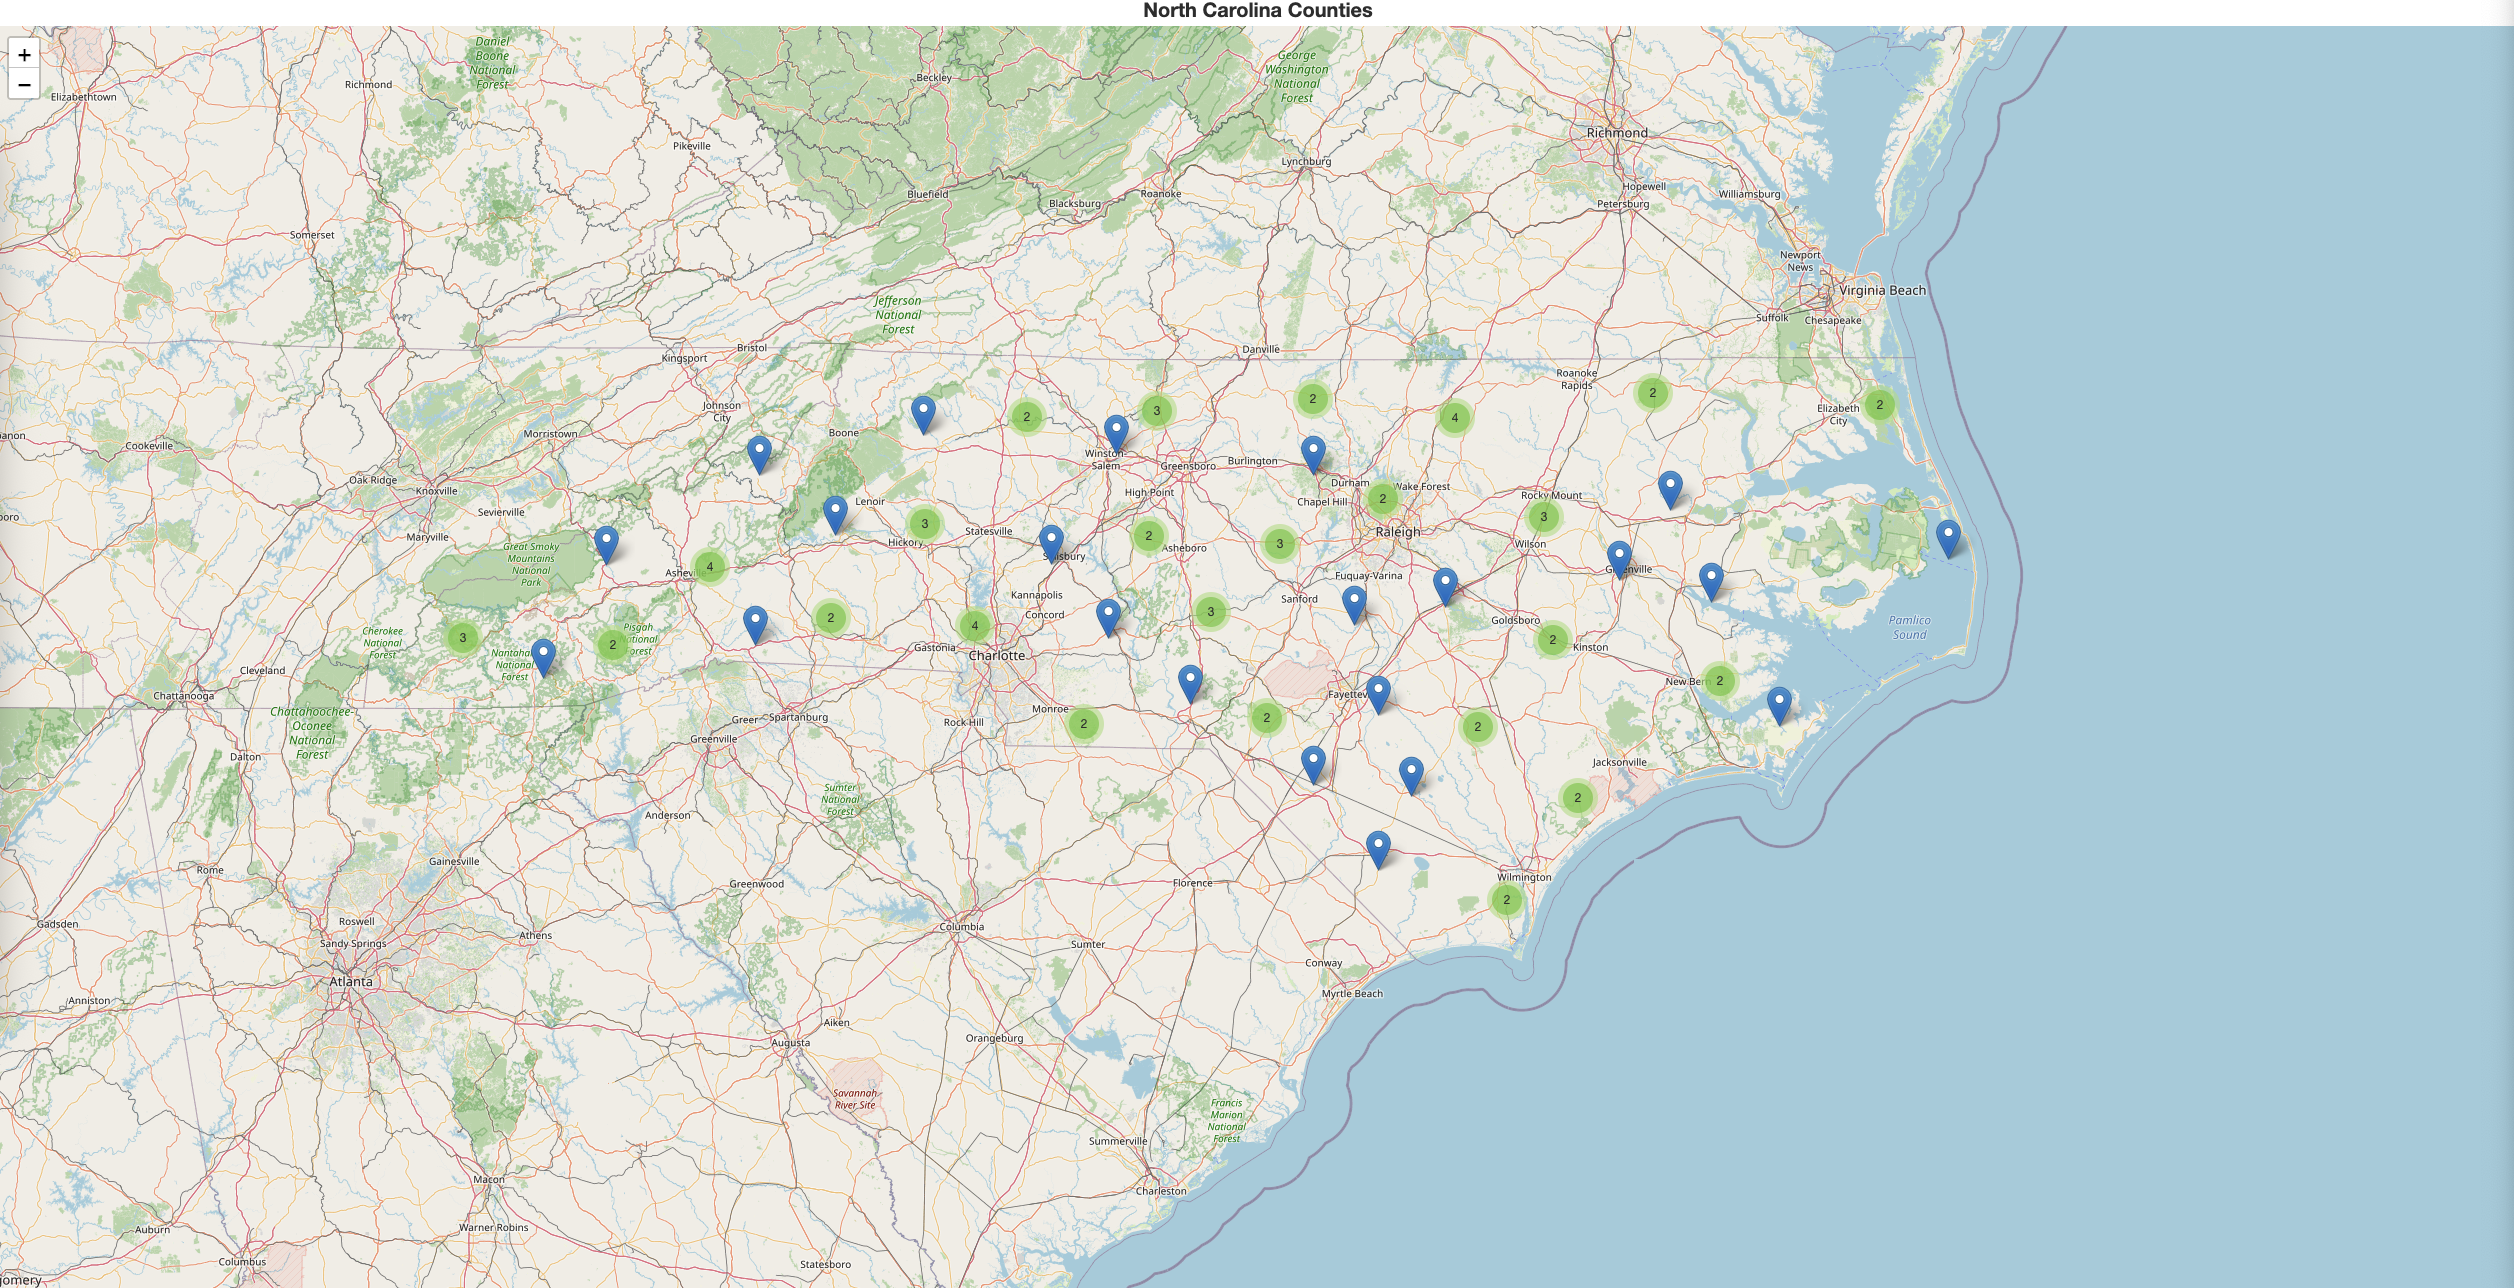 North Carolina Counties
+
−
Daniel
Boone
National
Forest
George
Washington
National
Forest
Richmond
Beckley
Elizabethtown
Richmond
Pikeville
Lynchburg
Hopewell
Williamsburg
Bluefield
Roanoke
Blacksburg
Petersburg
Somerset
Newport
News
Virginia Beach
Jefferson
National
Forest
Suffolk
Chesapeake
Bristol
Danville
Kingsport
Roanoke
Rapids
2
2
2
Johnson
City
2
3
4
Elizabeth
City
Boone
Morristown
anon
Cookeville
Winston-
Salem
Burlington
Greensboro
Oak Ridge
Knoxville
Durham
Wake Forest
High Point
Chapel Hill
2
Rocky Mount
Lenoir
Sevierville
oro
3
3
Statesville
Raleigh
Maryville
Hickory
2
Asheboro
3
Wilson
Great Smoky
Mountains
National
Park
Salisbury
Asheville
4
Fuquay-Varina
Greenville
Kannapolis
Sanford
Concord
2
4
3
Goldsboro
Pamlico
Sound
Cherokee
National
Forest
3
Pisgah
National
Forest
2
2
Kinston
Gastonia
Charlotte
Nantahala
National
Forest
Cleveland
New Bern
2
Chattanooga
Fayetteville
Chattahoochee-
Oconee
National
Forest
Monroe
Greer
Spartanburg
Rock Hill
2
2
2
Greenville
Dalton
Jacksonville
Sumter
National
Forest
2
Anderson
Gainesville
Rome
Wilmington
Greenwood
Florence
2
Gadsden
Roswell
Columbia
Athens
Sandy Springs
Sumter
Conway
Atlanta
Myrtle Beach
Anniston
Aiken
Orangeburg
Augusta
Savannah
River Site
Francis
Marion
National
Forest
Summerville
Macon
Charleston
Auburn
Warner Robins
Columbus
Statesboro
gomery